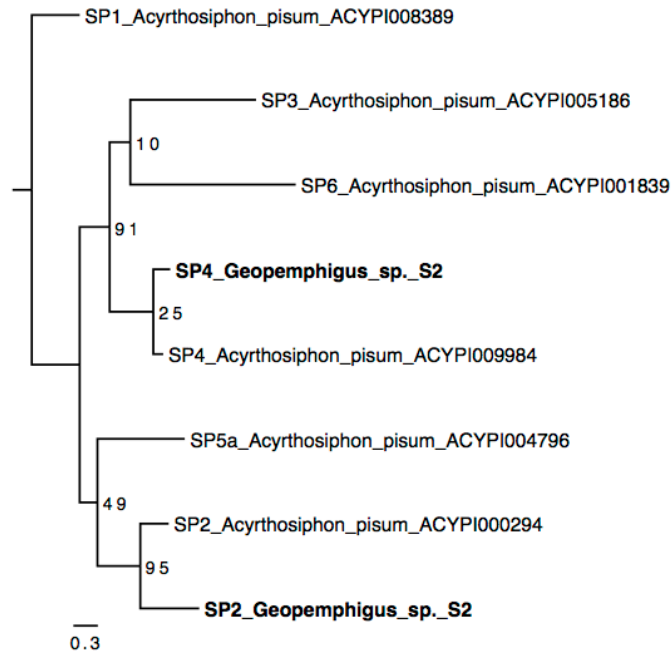 SP1_Acyrthosiphon_pisum_ACYPI008389
SP3_Acyrthosiphon_pisum_ACYPI005186
10
SP6_Acyrthosiphon_pisum_ACYPI001839
91
SP4_Geopemphigus_sp._S2
25
SP4_Acyrthosiphon_pisum_ACYPI009984
SP5a_Acyrthosiphon_pisum_ACYPI004796
49
SP2_Acyrthosiphon_pisum_ACYPI000294
95
SP2_Geopemphigus_sp._S2
0.3